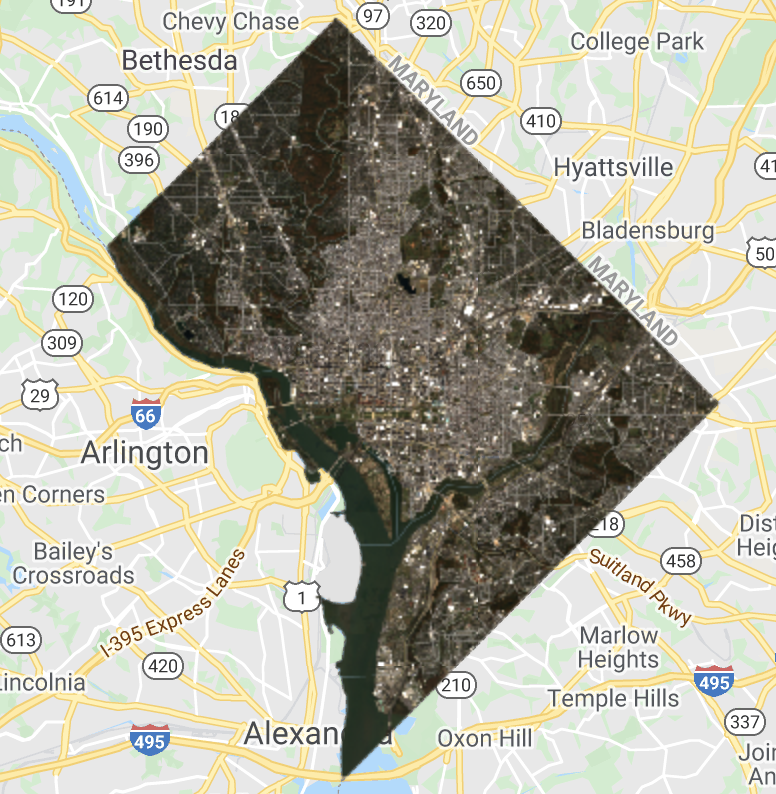 191
Chevy Chase
97
320
College Park
Bethesda
MARYLAND
650
614
18
190
410
396
Hyattsville
41
Bladensburg
50
MARYLAND
120
309
29
66
ch
Arlington
en Corners
218
Dist
Heig
Bailey's
Crossroads
458
Suitland Pkwy
1
I-395 Express Lanes
613
Marlow
Heights
420
Lincolnia
210
495
Temple Hills
337
Alexan
a
Oxon Hill
495
Join
An